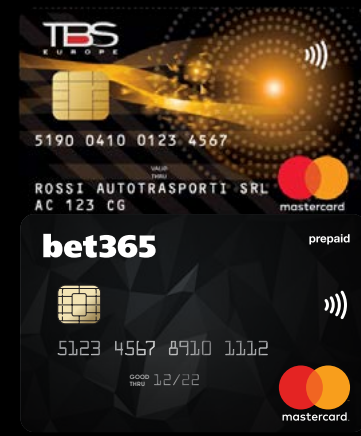 TBS
EUROPE
5190 0410 0123 4567
VALID
THRU
ROSSI AUTOTRASPORTI SRL
AC 123 CG
mastercard
bet365
prepaid
5123 4567 8910 1112
GOOD
THRU 12/22
mastercard